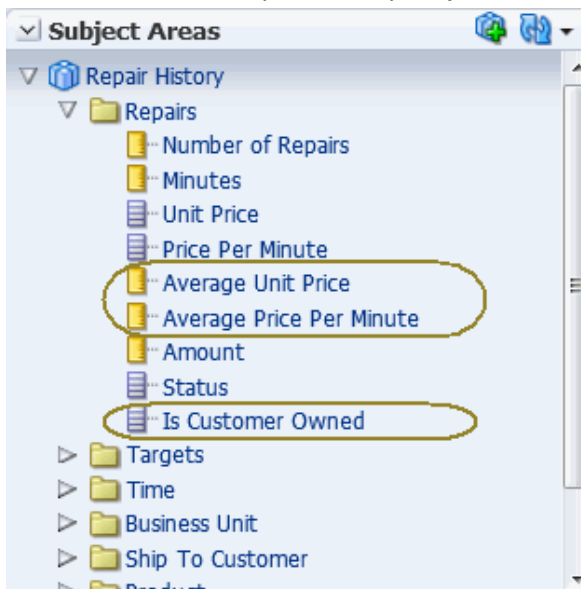 Subject Areas
Repair History
Repairs
Number of Repairs
Minutes
Unit Price
Price Per Minute
Average Unit Price
Average Price Per Minute
Amount
Status
Is Customer Owned
Targets
Time
Business Unit
Ship To Customer